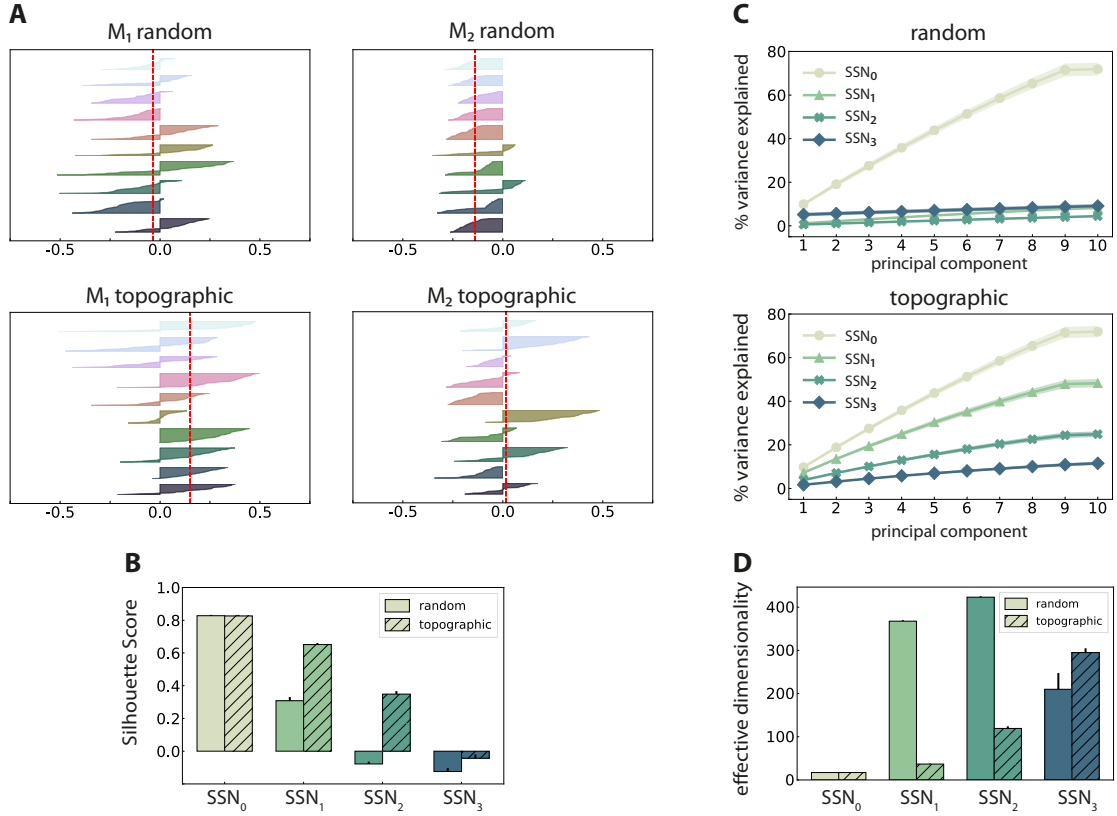 A
M₁ random
-0.5
0.0
0.5
M₂ random
-0.5
0.0
0.5
M₁ topographic
-0.5
0.0
0.5
M₂ topographic
-0.5
0.0
0.5
B
Silhouette Score
1.0
0.8
0.6
0.4
0.2
0.0
random
topographic
SSN₀
SSN₁
SSN₂
SSN₃
C
random
% variance explained
80
60
40
20
0
SSN₀
SSN₁
SSN₂
SSN₃
1 2 3 4 5 6 7 8 9 10
principal component
topographic
% variance explained
80
60
40
20
0
SSN₀
SSN₁
SSN₂
SSN₃
1 2 3 4 5 6 7 8 9 10
principal component
D
effective dimensionality
400
300
200
100
0
random
topographic
SSN₀
SSN₁
SSN₂
SSN₃